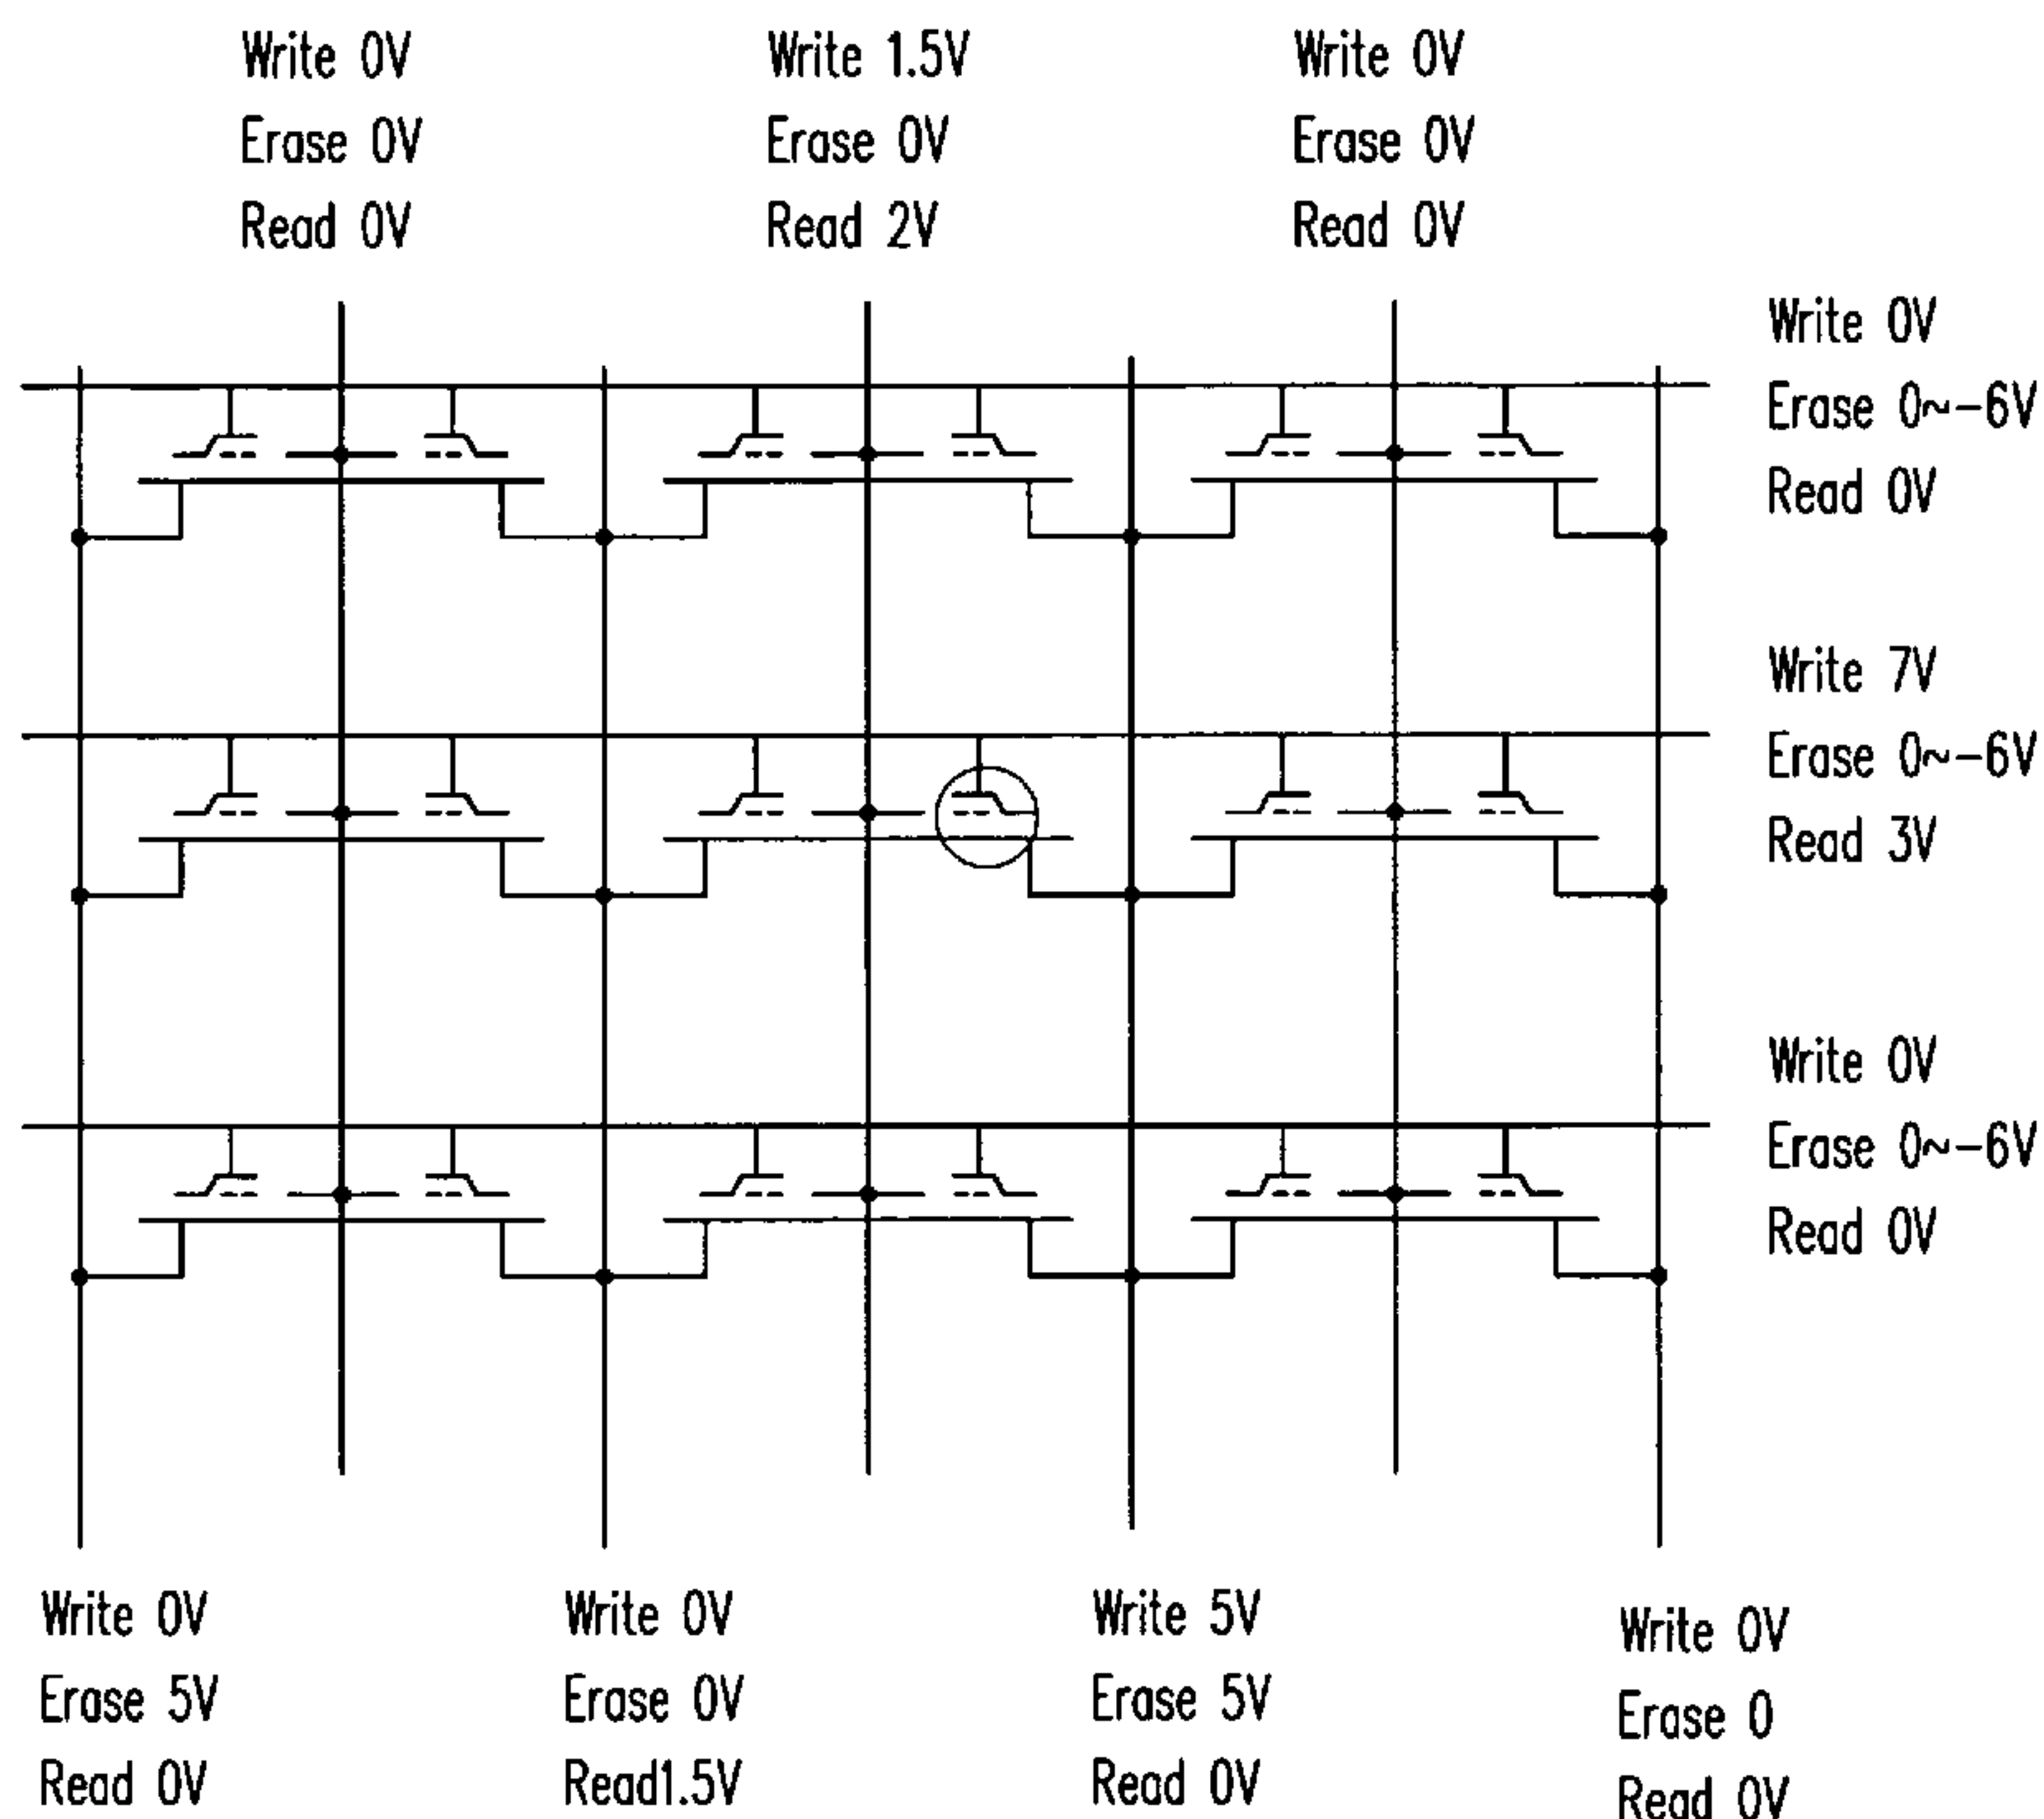 Write 0V
Erase 0V
Read 0V
Write 1.5V
Erase 0V
Read 2V
Write 0V
Erase 0V
Read 0V
Write 0V
Erase 0~-6V
Read 0V
Write 7V
Erase 0~-6V
Read 3V
Write 0V
Erase 0~-6V
Read 0V
Write 0V
Erase 5V
Read 0V
Write 0V
Erase 0V
Read1.5V
Write 5V
Erase 5V
Read 0V
Write 0V
Erase 0
Read 0V